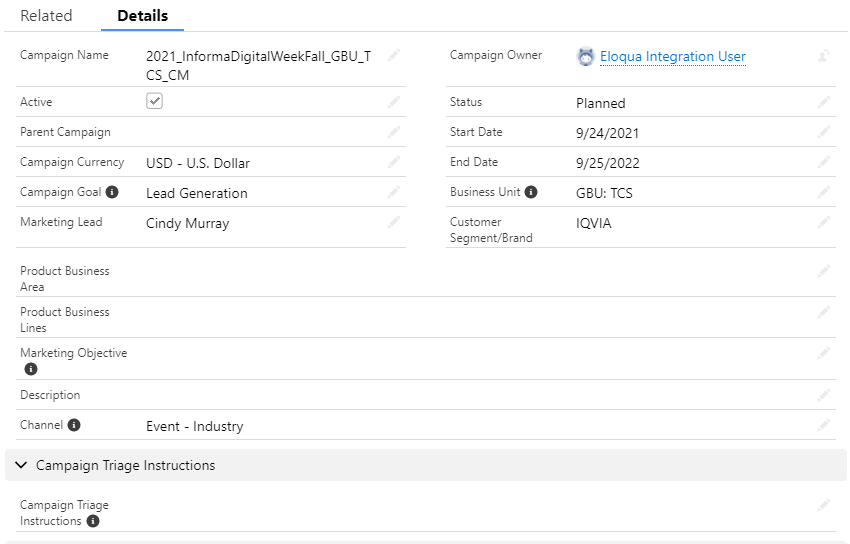 Related Details
Campaign Name 2021_InformaDigitalWeekFall_GBU_T
CS_CM
Campaign Owner Eloqua Integration User
Active
Status Planned
Parent Campaign
Start Date 9/24/2021
Campaign Currency USD - U.S. Dollar
End Date 9/25/2022
Campaign Goal Lead Generation
Business Unit GBU: TCS
Marketing Lead Cindy Murray
Customer IQVIA
Segment/Brand
Product Business
Area
Product Business
Lines
Marketing Objective
Description
Channel Event - Industry
Campaign Triage Instructions
Campaign Triage
Instructions